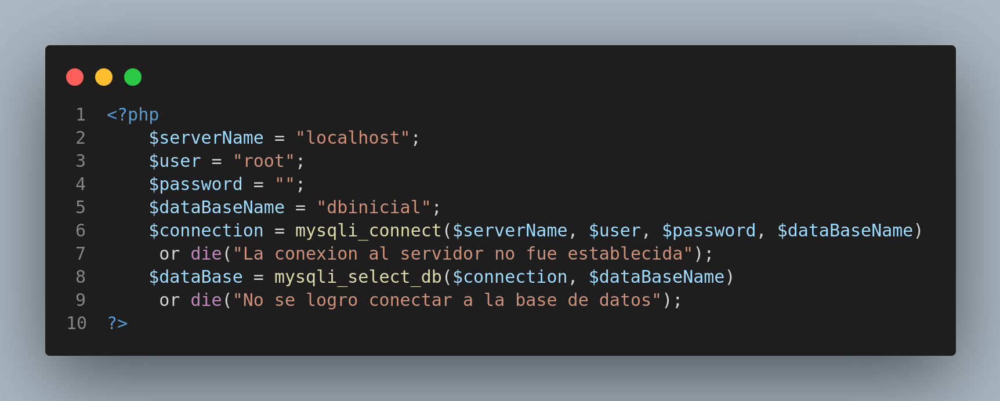 1 <?php
2     $serverName = "localhost";
3     $user = "root";
4     $password = "";
5     $dataBaseName = "dbinicial";
6     $connection = mysqli_connect($serverName, $user, $password, $dataBaseName)
7      or die("La conexion al servidor no fue establecida");
8     $dataBase = mysqli_select_db($connection, $dataBaseName)
9      or die("No se logro conectar a la base de datos");
10 ?>